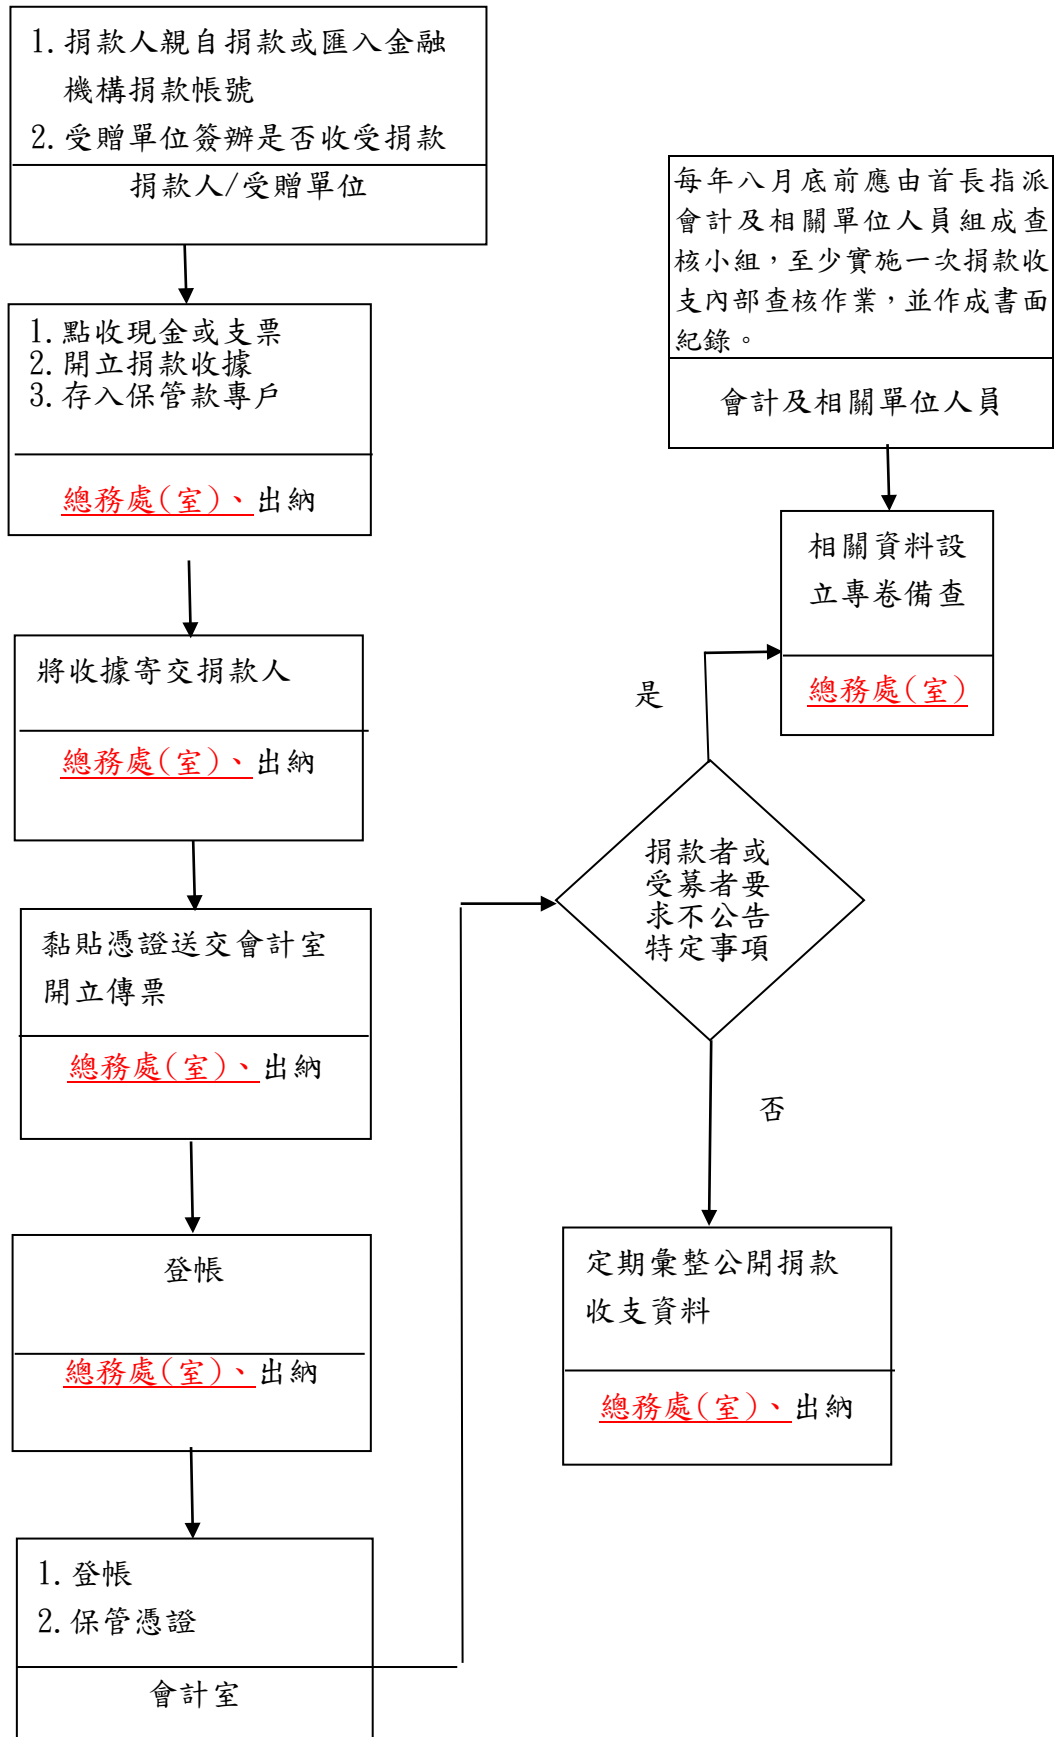 1. 捐款人親自捐款或匯入金融
機構捐款帳號
2. 受贈單位簽辦是否收受捐款
捐款人/受贈單位
1. 點收現金或支票
2. 開立捐款收據
3. 存入保管款專戶
總務處(室)、出納
將收據寄交捐款人
總務處(室)、出納
黏貼憑證送交會計室
開立傳票
總務處(室)、出納
登帳
總務處(室)、出納
1. 登帳
2. 保管憑證
會計室
每年八月底前應由首長指派
會計及相關單位人員組成查
核小組，至少實施一次捐款收
支內部查核作業，並作成書面
紀錄。
會計及相關單位人員
相關資料設
立專卷備查
總務處(室)
是
捐款者或
受募者要
求不公告
特定事項
否
定期彙整公開捐款
收支資料
總務處(室)、出納